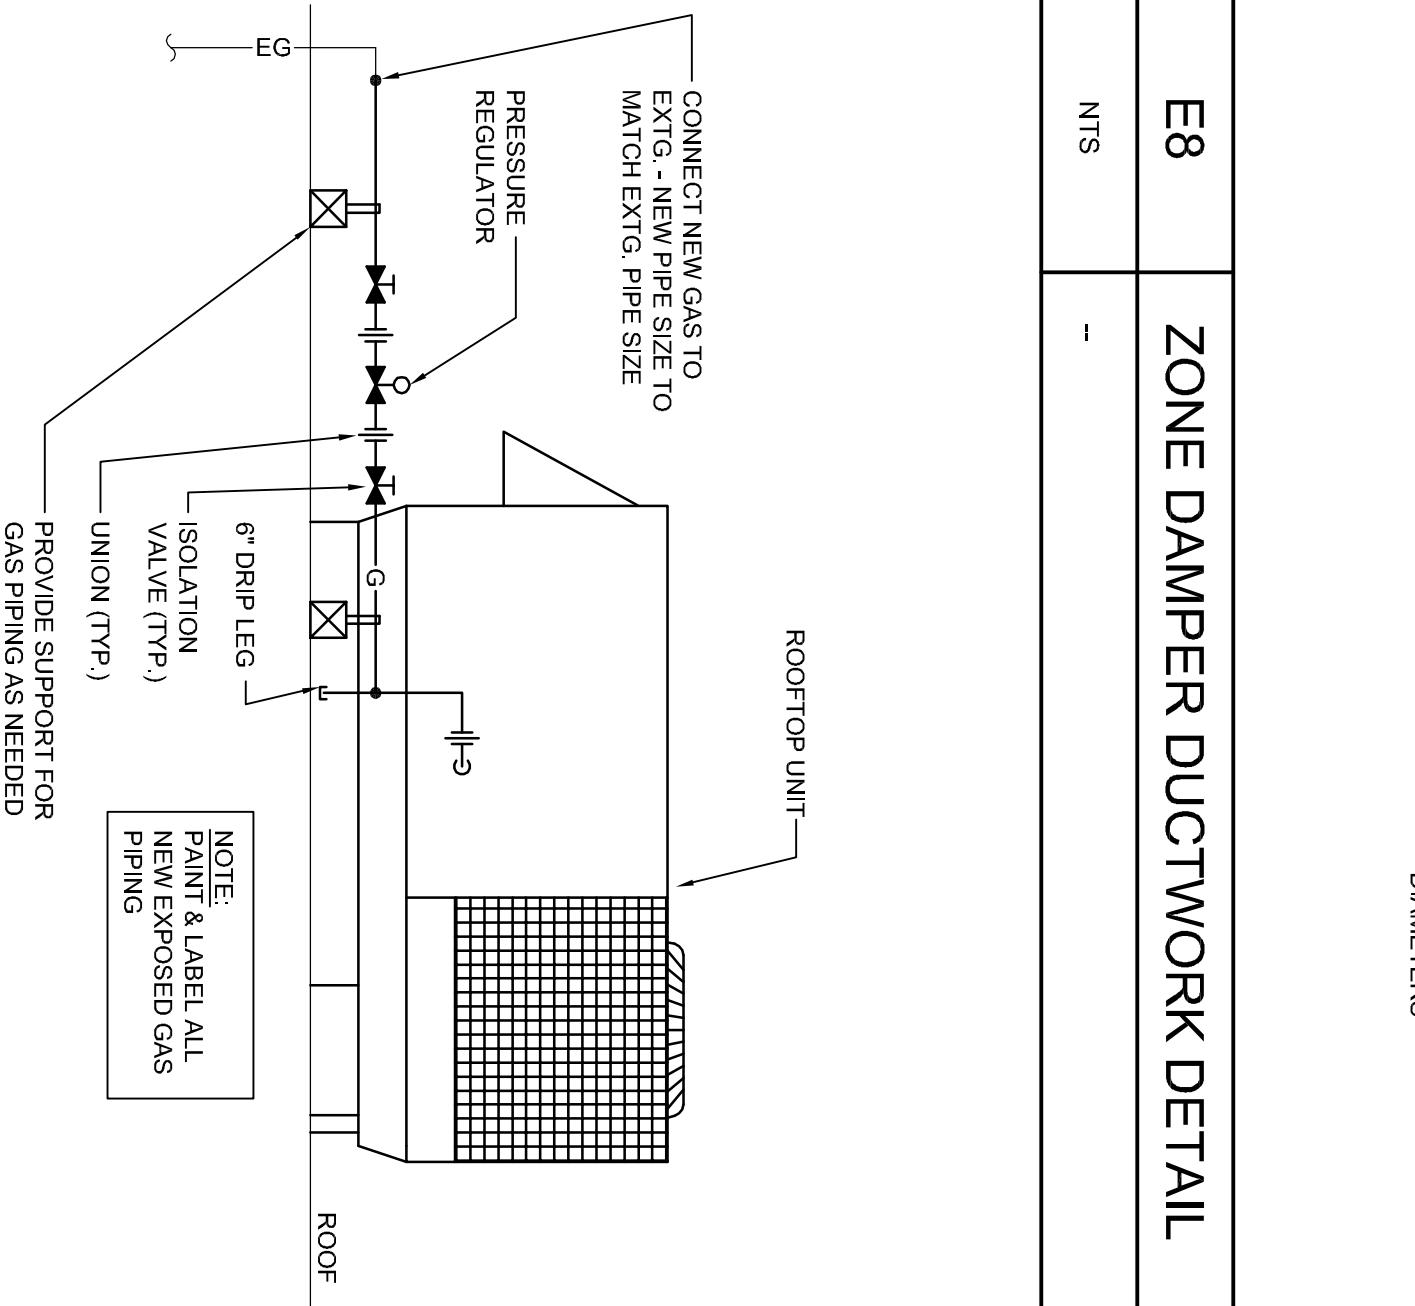 E8
ZONE DAMPER DUCTWORK DETAIL
NTS
--
ROOFTOP UNIT
CONNECT NEW GAS TO
EXTG. - NEW PIPE SIZE TO
MATCH EXTG. PIPE SIZE
PRESSURE
REGULATOR
EG
G
G
ROOF
6" DRIP LEG
ISOLATION
VALVE (TYP.)
UNION (TYP.)
PROVIDE SUPPORT FOR
GAS PIPING AS NEEDED
NOTE:
PAINT & LABEL ALL
NEW EXPOSED GAS
PIPING